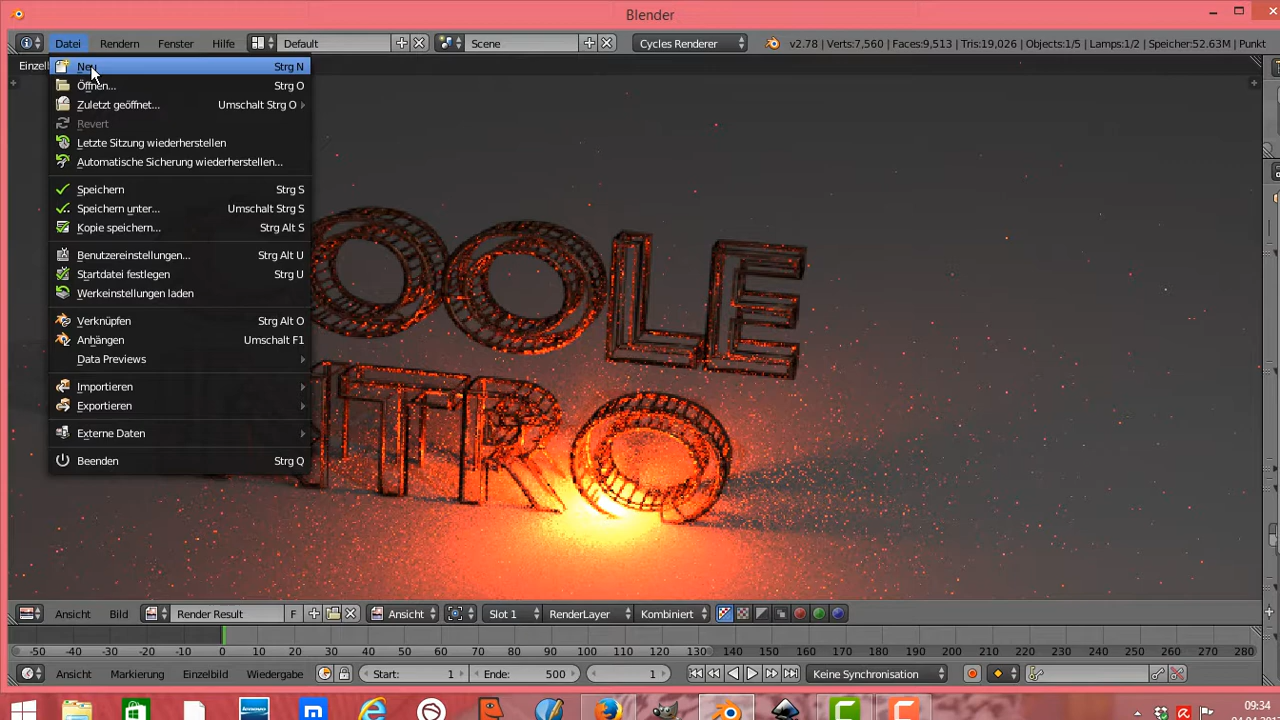 Blender
Datei Rendern Fenster Hilfe Default Scene Cycles Renderer v2.78 | Verts:7,560 | Faces:9,513 | Tris:19,026 | Objects:1/5 | Lamps:1/2 | Speicher:52.63M | Punkt
Neu Strg N
Öffnen... Strg O
Zuletzt geöffnet... Umschalt Strg O
Revert
Letzte Sitzung wiederherstellen
Automatische Sicherung wiederherstellen...
Speichern Strg S
Speichern unter... Umschalt Strg S
Kopie speichern... Strg Alt S
Benutzereinstellungen... Strg Alt U
Startdatei festlegen Strg U
Werkeinstellungen laden
Verknüpfen Strg Alt O
Anhängen Umschalt F1
Data Previews
Importieren
Exportieren
Externe Daten
Beenden Strg Q
OOLE
TRO
Ansicht Bild Render Result F Ansicht Slot 1 RenderLayer Kombiniert
-50 -40 -30 -20 -10 0 10 20 30 40 50 60 70 80 90 100 110 120 130 140 150 160 170 180 190 200 210 220 230 240 250 260 270 280
Ansicht Markierung Einzelbild Wiedergabe Start: 1 Ende: 500 1 Keine Synchronisation
09:34